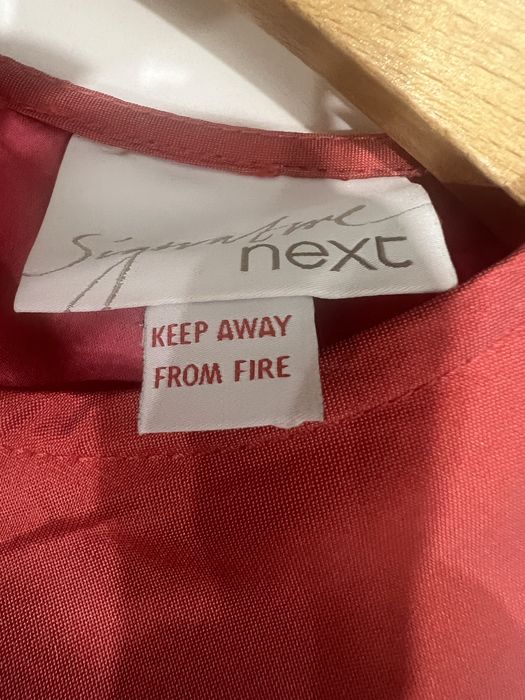 Signature
next
KEEP AWAY
FROM FIRE